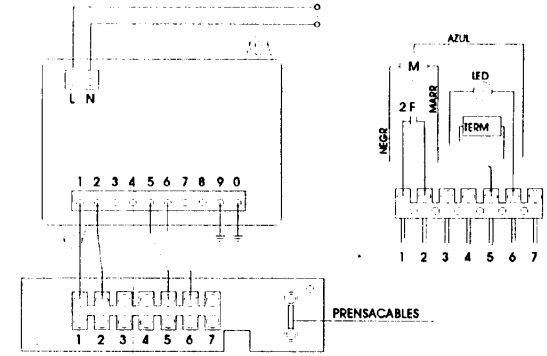 L N
1 2 3 4 5 6 7 8 9 0
1 2 3 4 5 6 7
PRENSACABLES
AZUL
M
LED
NEGR
MARR
2 F
TERM
1 2 3 4 5 6 7